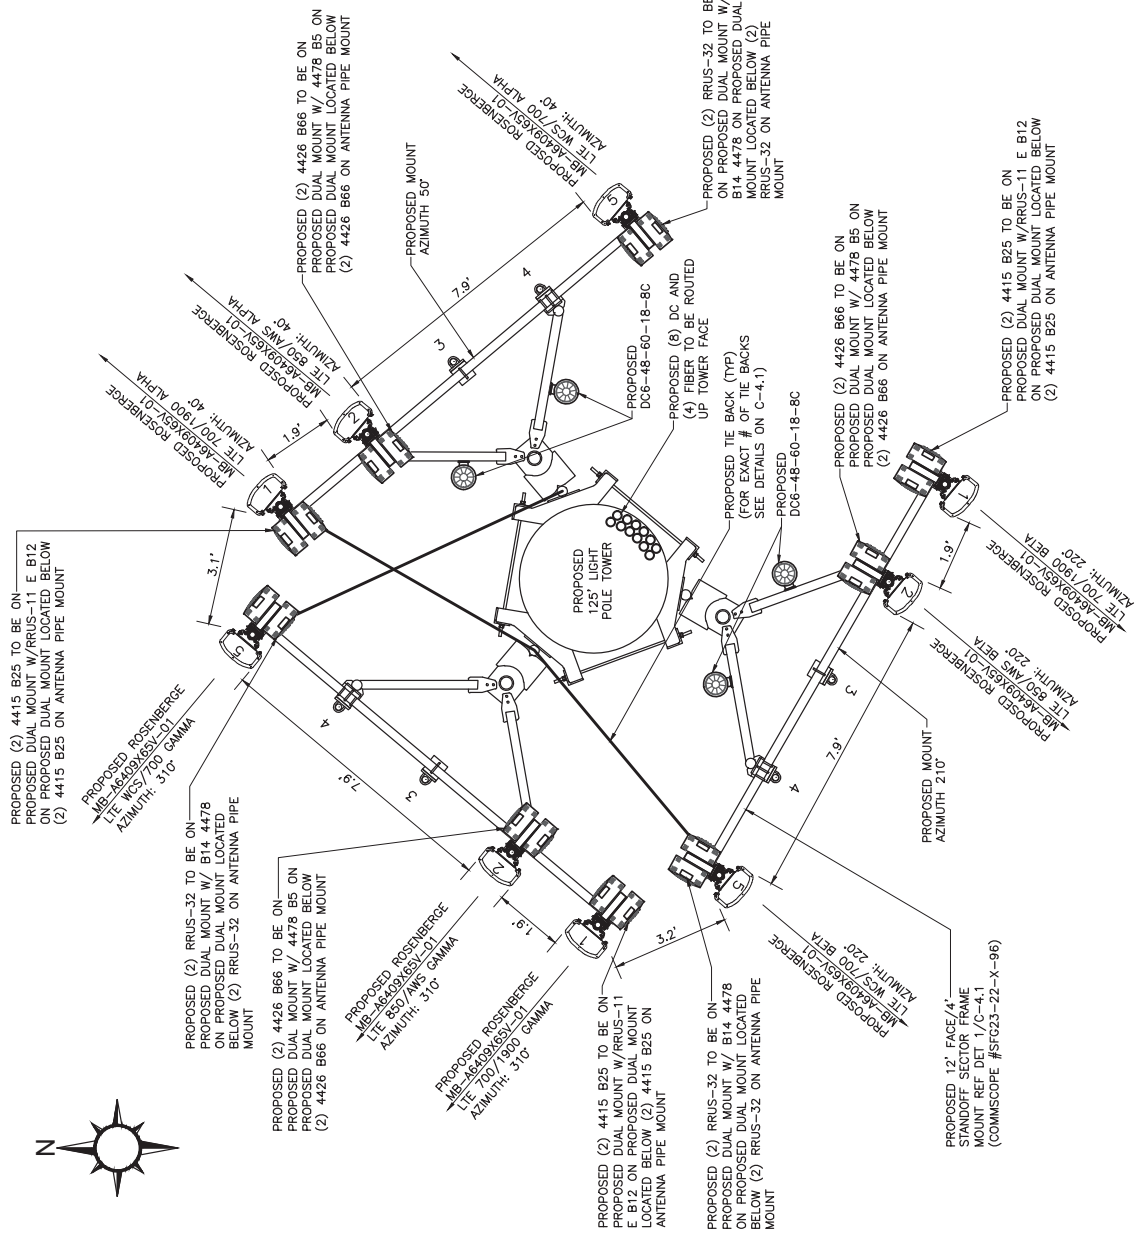 PROPOSED (2) 4415 B25 TO BE ON
PROPOSED DUAL MOUNT W/RRUS-11 E B12
ON PROPOSED DUAL MOUNT LOCATED BELOW
(2) 4415 B25 ON ANTENNA PIPE MOUNT
PROPOSED (2) 4426 B66 TO BE ON
PROPOSED DUAL MOUNT W/ 4478 B5 ON
PROPOSED DUAL MOUNT LOCATED BELOW
(2) 4426 B66 ON ANTENNA PIPE MOUNT
PROPOSED MOUNT
AZIMUTH 50°
PROPOSED (2) RRUS-32 TO BE
ON PROPOSED DUAL MOUNT W/
B14 4478 ON PROPOSED DUAL
MOUNT LOCATED BELOW (2)
RRUS-32 ON ANTENNA PIPE
MOUNT
PROPOSED ROSENBERGE
MB-A6409X65V-01
LTE 700/1900 ALPHA
AZIMUTH: 40°
PROPOSED ROSENBERGE
MB-A6409X65V-01
LTE 850/AWS ALPHA
AZIMUTH: 40°
PROPOSED ROSENBERGE
MB-A6409X65V-01
LTE WCS/700 ALPHA
AZIMUTH: 40°
3.1'
1.9'
7.9'
1
2
3
4
5
PROPOSED
DC6-48-60-18-8C
PROPOSED (8) DC AND
(4) FIBER TO BE ROUTED
UP TOWER FACE
PROPOSED TIE BACK (TYP)
(FOR EXACT # OF TIE BACKS
SEE DETAILS ON C-4.1)
PROPOSED
DC6-48-60-18-8C
PROPOSED
125' LIGHT
POLE TOWER
PROPOSED (2) 4426 B66 TO BE ON
PROPOSED DUAL MOUNT W/ 4478 B5 ON
PROPOSED DUAL MOUNT LOCATED BELOW
(2) 4426 B66 ON ANTENNA PIPE MOUNT
PROPOSED (2) 4415 B25 TO BE ON
PROPOSED DUAL MOUNT W/RRUS-11 E B12
ON PROPOSED DUAL MOUNT LOCATED BELOW
(2) 4415 B25 ON ANTENNA PIPE MOUNT
PROPOSED ROSENBERGE
MB-A6409X65V-01
LTE 700/1900 BETA
AZIMUTH: 220°
PROPOSED ROSENBERGE
MB-A6409X65V-01
LTE 850/AWS BETA
AZIMUTH: 220°
PROPOSED ROSENBERGE
MB-A6409X65V-01
LTE WCS/700 BETA
AZIMUTH: 220°
1
2
3
4
5
1.9'
7.9'
3.2'
PROPOSED MOUNT
AZIMUTH 210°
PROPOSED 12' FACE/4'
STANDOFF SECTOR FRAME
MOUNT REF DET 1/C-4.1
(COMMSCOPE #SFG23-22-X-96)
PROPOSED ROSENBERGE
MB-A6409X65V-01
LTE WCS/700 GAMMA
AZIMUTH: 310°
PROPOSED (2) RRUS-32 TO BE ON
PROPOSED DUAL MOUNT W/ B14 4478
ON PROPOSED DUAL MOUNT LOCATED
BELOW (2) RRUS-32 ON ANTENNA PIPE
MOUNT
PROPOSED (2) 4426 B66 TO BE ON
PROPOSED DUAL MOUNT W/ 4478 B5 ON
PROPOSED DUAL MOUNT LOCATED BELOW
(2) 4426 B66 ON ANTENNA PIPE MOUNT
PROPOSED ROSENBERGE
MB-A6409X65V-01
LTE 850/AWS GAMMA
AZIMUTH: 310°
PROPOSED ROSENBERGE
MB-A6409X65V-01
LTE 700/1900 GAMMA
AZIMUTH: 310°
5
4
3
2
1
7.9'
1.9'
PROPOSED (2) 4415 B25 TO BE ON
PROPOSED DUAL MOUNT W/RRUS-11
E B12 ON PROPOSED DUAL MOUNT
LOCATED BELOW (2) 4415 B25 ON
ANTENNA PIPE MOUNT
PROPOSED (2) RRUS-32 TO BE ON
PROPOSED DUAL MOUNT W/ B14 4478
ON PROPOSED DUAL MOUNT LOCATED
BELOW (2) RRUS-32 ON ANTENNA PIPE
MOUNT
N